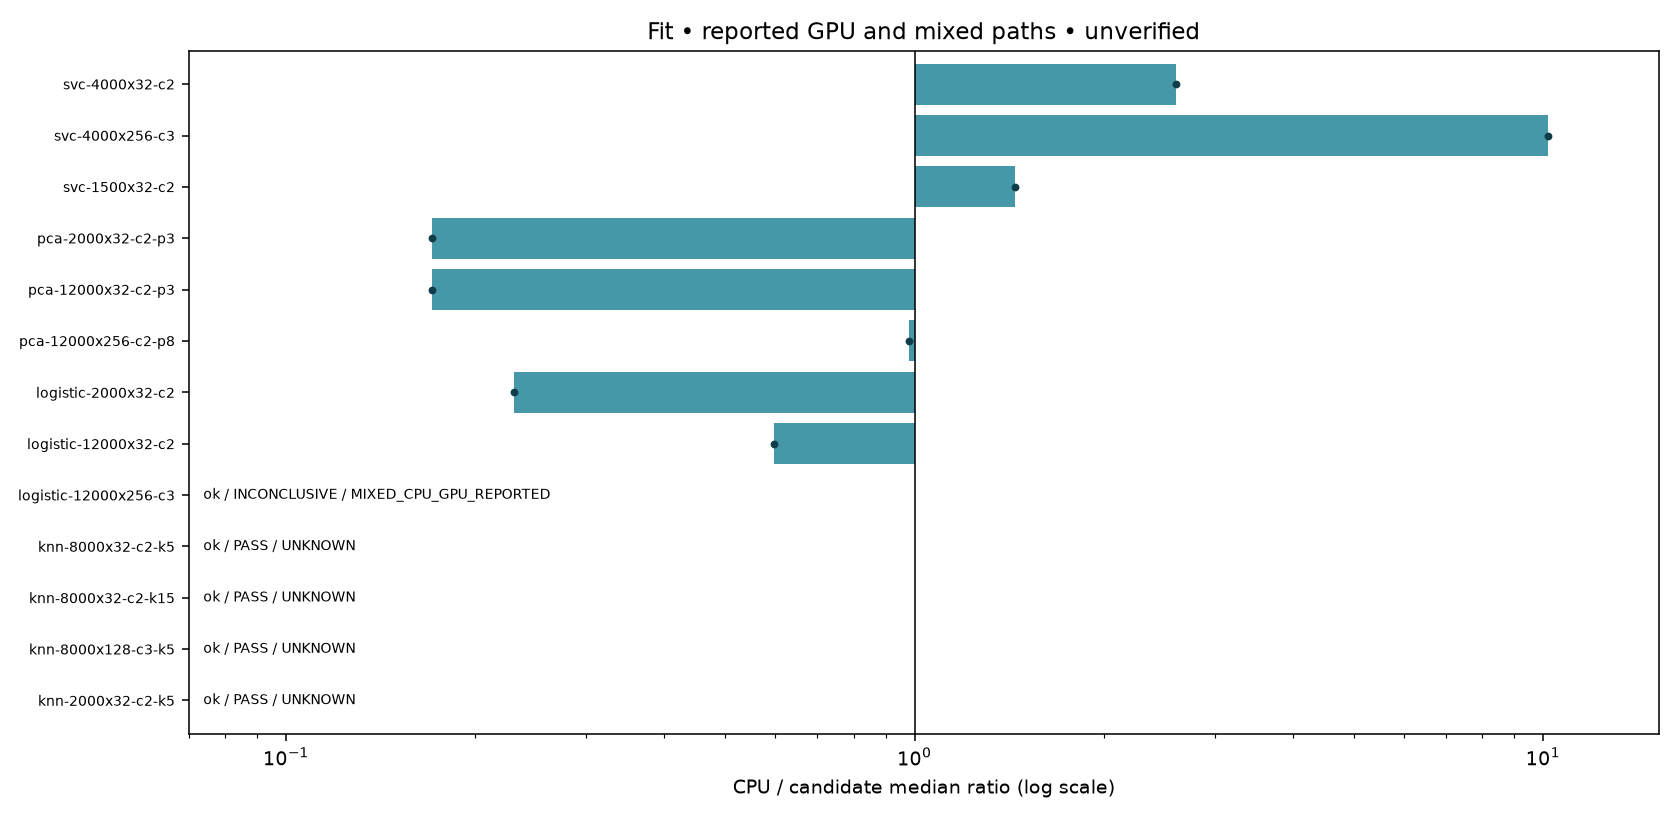 Fit • reported GPU and mixed paths • unverified
svc-4000x32-c2
svc-4000x256-c3
svc-1500x32-c2
pca-2000x32-c2-p3
pca-12000x32-c2-p3
pca-12000x256-c2-p8
logistic-2000x32-c2
logistic-12000x32-c2
logistic-12000x256-c3 ok / INCONCLUSIVE / MIXED_CPU_GPU_REPORTED
knn-8000x32-c2-k5 ok / PASS / UNKNOWN
knn-8000x32-c2-k15 ok / PASS / UNKNOWN
knn-8000x128-c3-k5 ok / PASS / UNKNOWN
knn-2000x32-c2-k5 ok / PASS / UNKNOWN
10⁻¹ 10⁰ 10¹
CPU / candidate median ratio (log scale)